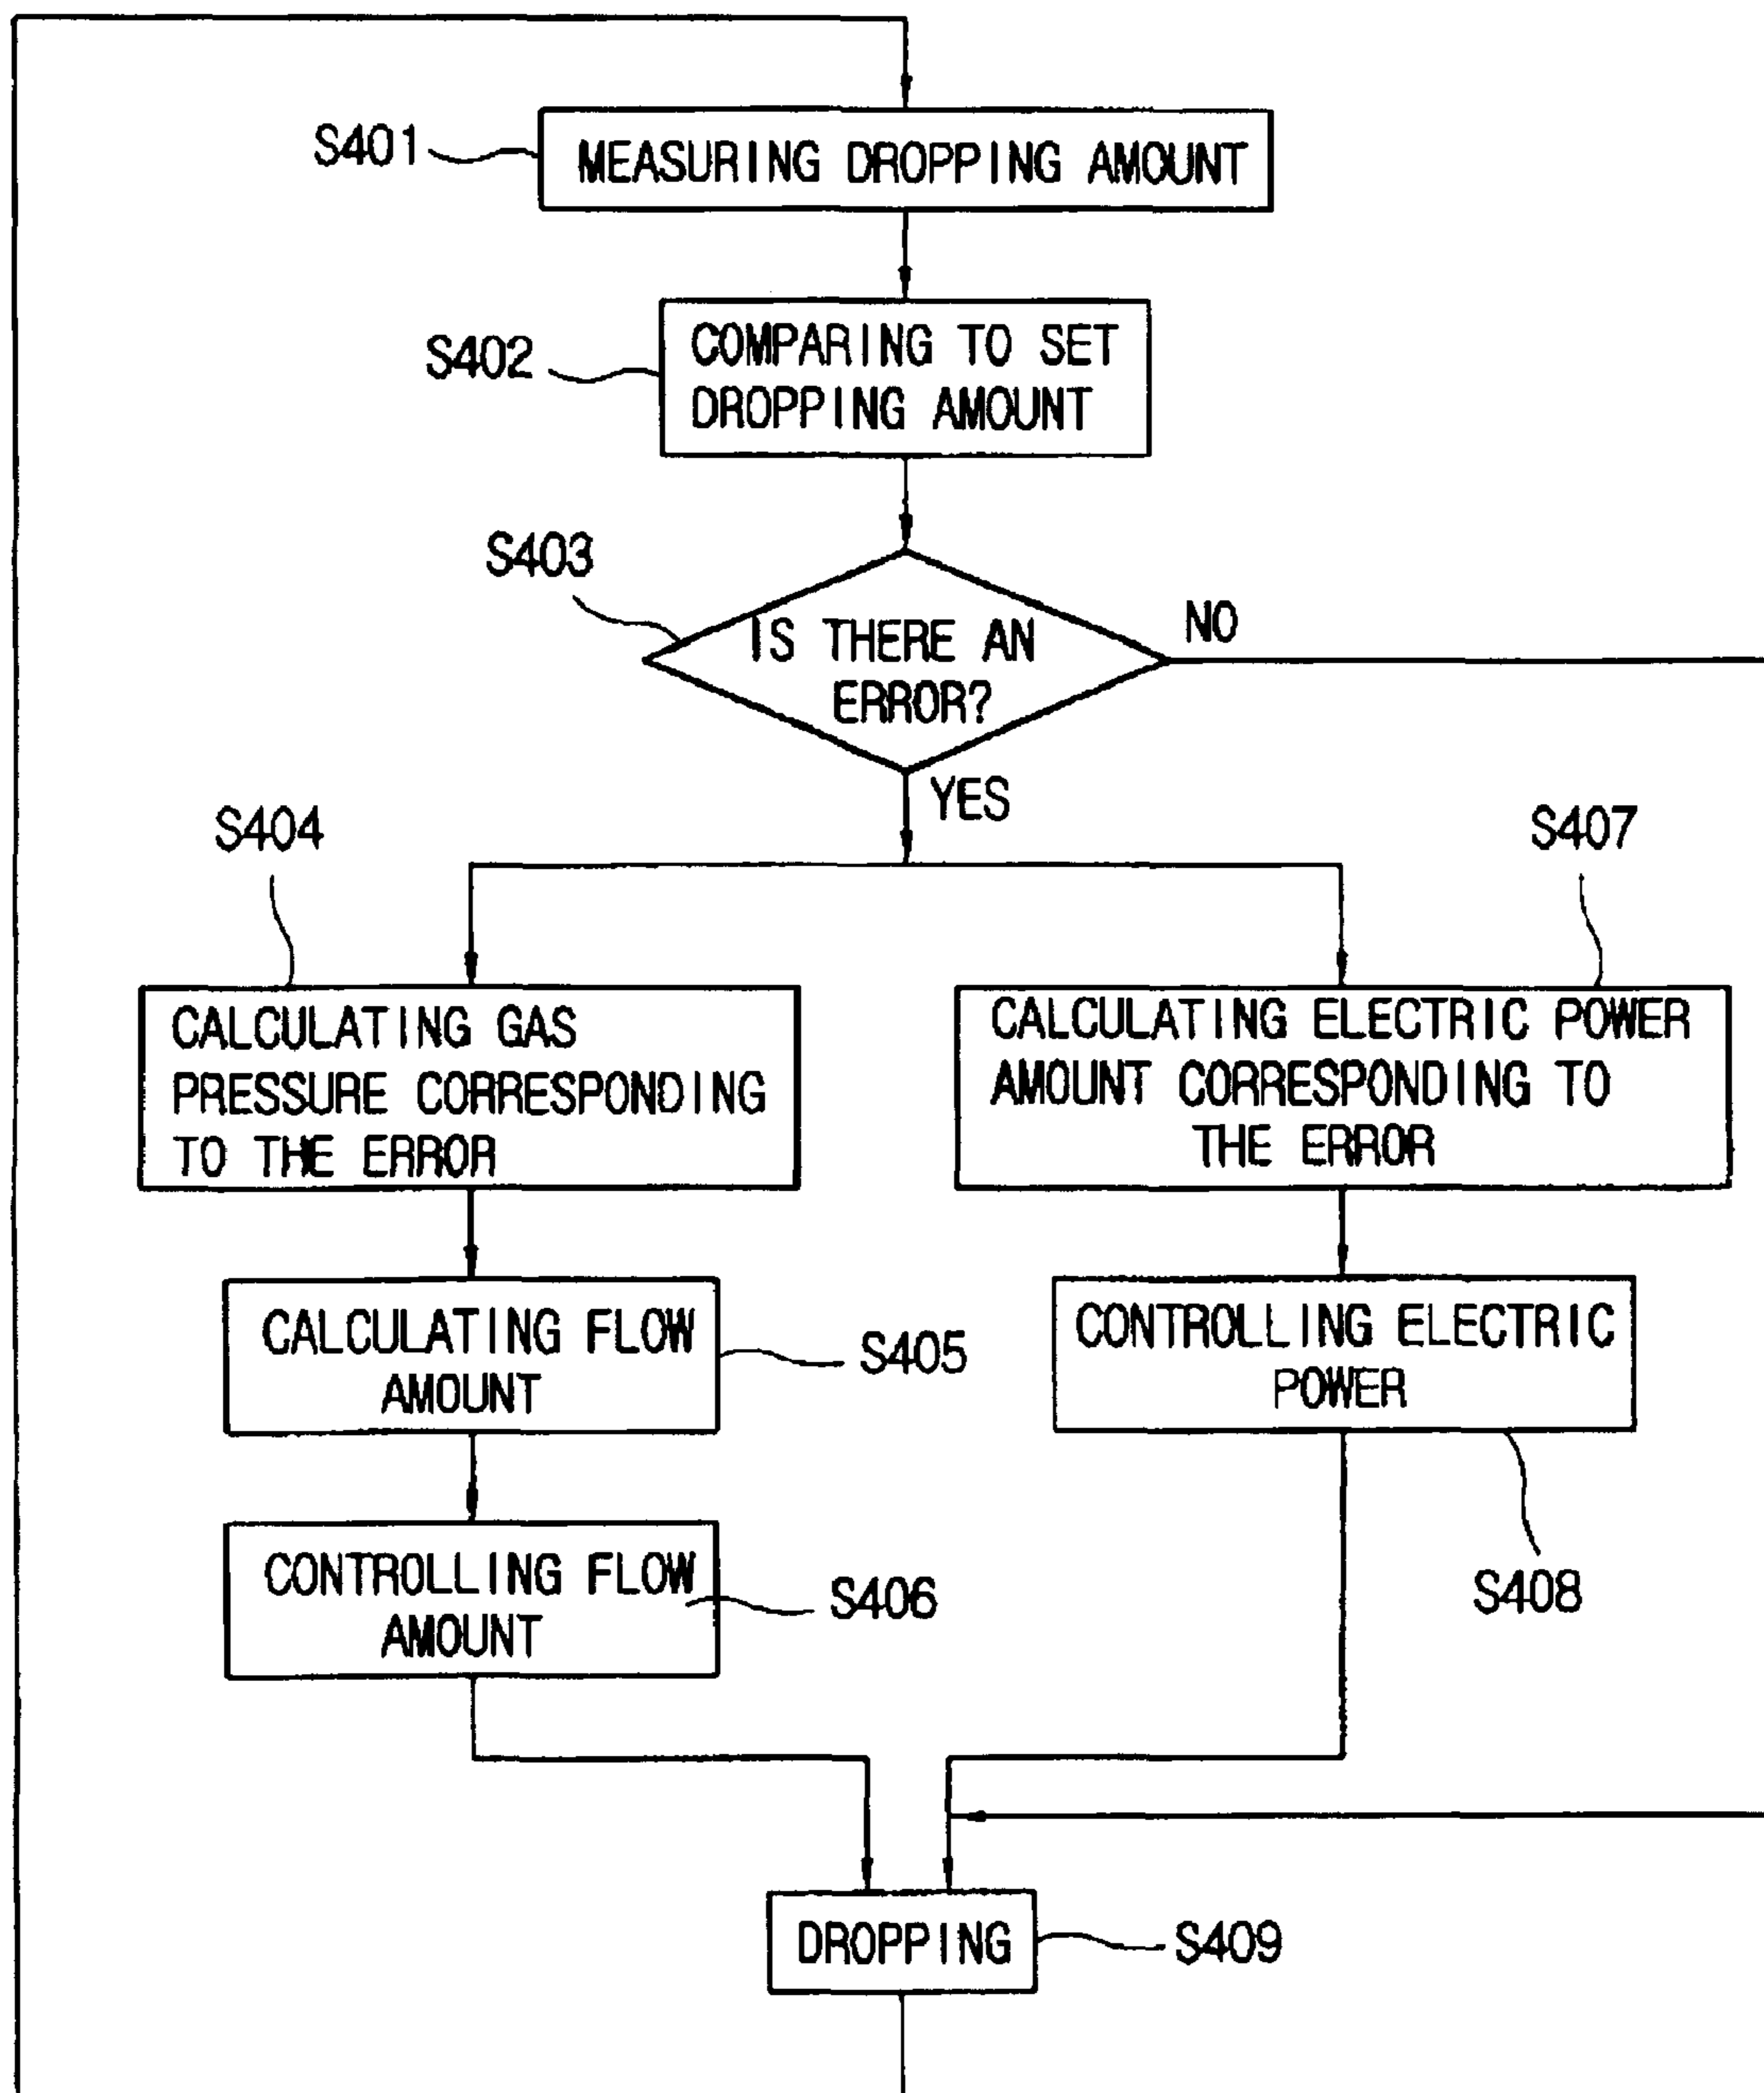 S401
MEASURING DROPPING AMOUNT
S402
COMPARING TO SET
DROPPING AMOUNT
S403
IS THERE AN
ERROR?
NO
YES
S404
CALCULATING GAS
PRESSURE CORRESPONDING
TO THE ERROR
S407
CALCULATING ELECTRIC POWER
AMOUNT CORRESPONDING TO
THE ERROR
CALCULATING FLOW
AMOUNT
S405
CONTROLLING ELECTRIC
POWER
S408
CONTROLLING FLOW
AMOUNT
S406
DROPPING
S409